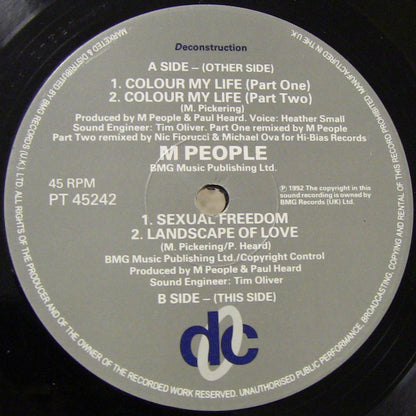 Deconstruction
A SIDE – (OTHER SIDE)
1. COLOUR MY LIFE (Part One)
2. COLOUR MY LIFE (Part Two)
(M. Pickering)
Produced by M People & Paul Heard. Voice: Heather Small
Sound Engineer: Tim Oliver. Part One remixed by M People
Part Two remixed by Nic Fiorucci & Michael Ova for Hi-Bias Records
M PEOPLE
BMG Music Publishing Ltd.
45 RPM
PT 45242
℗ 1992 The copyright in this
sound recording is owned by
BMG Records (UK) Ltd.
1. SEXUAL FREEDOM
2. LANDSCAPE OF LOVE
(M. Pickering/P. Heard)
BMG Music Publishing Ltd./Copyright Control
Produced by M People & Paul Heard
Sound Engineer: Tim Oliver
B SIDE – (THIS SIDE)
dc
MARKETED & DISTRIBUTED BY BMG RECORDS (U.K.) LTD. ALL RIGHTS OF THE PRODUCER AND OF THE OWNER OF THE RECORDED WORK RESERVED. UNAUTHORISED PUBLIC PERFORMANCE, BROADCASTING, COPYING AND RENTAL OF THIS RECORD PROHIBITED. MANUFACTURED IN THE U.K.